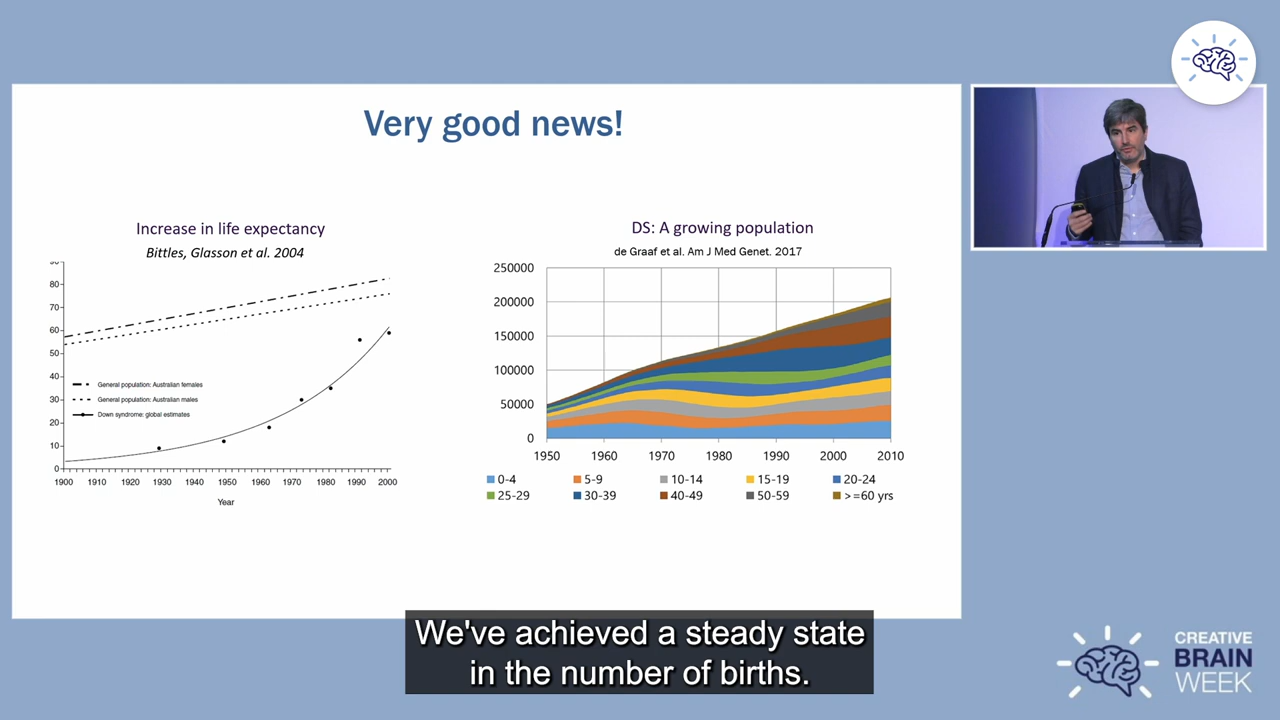 Very good news!
Increase in life expectancy
Bittles, Glasson et al. 2004
80
70
60
50
40
30
20
10
0
General population: Australian females
General population: Australian males
Down syndrome: global estimates
1900 1910 1920 1930 1940 1950 1960 1970 1980 1990 2000
Year
DS: A growing population
de Graaf et al. Am J Med Genet. 2017
250000
200000
150000
100000
50000
0
1950 1960 1970 1980 1990 2000 2010
0-4 5-9 10-14 15-19 20-24
25-29 30-39 40-49 50-59 >=60 yrs
We've achieved a steady state
in the number of births.
CREATIVE
BRAIN
WEEK